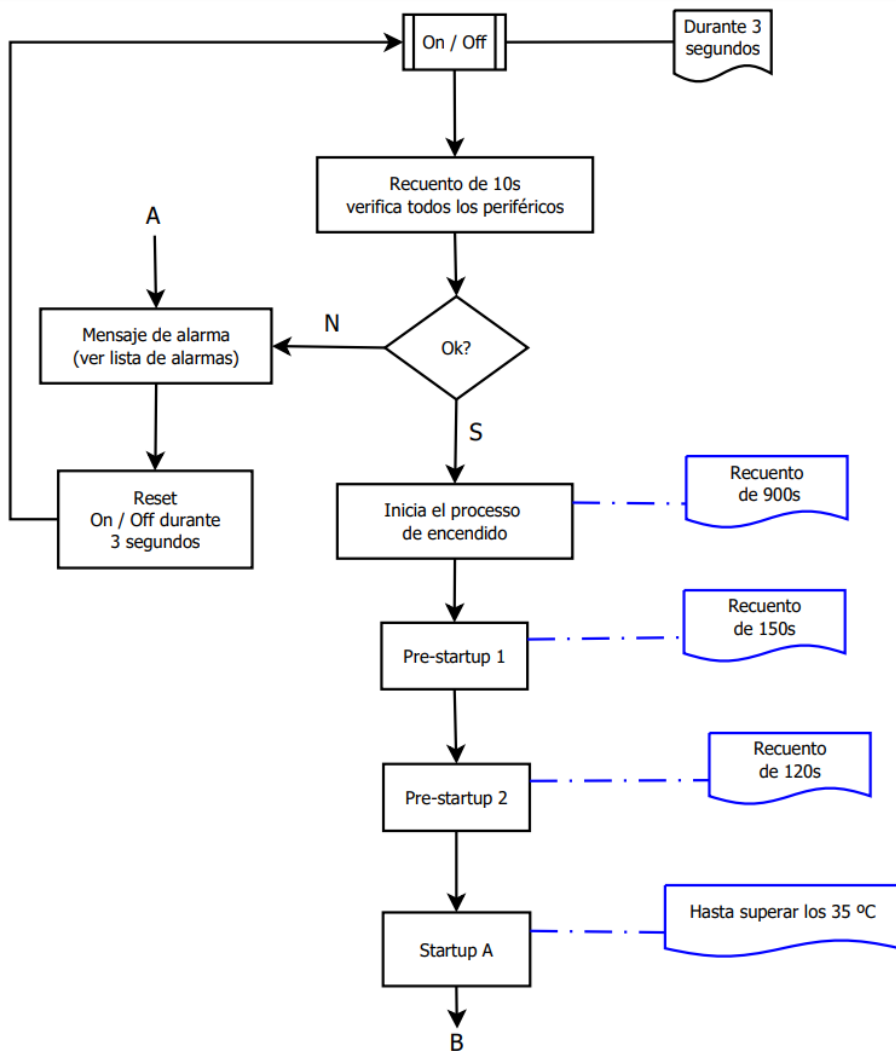 On / Off
Durante 3
segundos
Recuento de 10s
verifica todos los periféricos
A
Mensaje de alarma
(ver lista de alarmas)
N
Ok?
S
Reset
On / Off durante
3 segundos
Inicia el processo
de encendido
Recuento
de 900s
Pre-startup 1
Recuento
de 150s
Pre-startup 2
Recuento
de 120s
Startup A
Hasta superar los 35 ºC
B